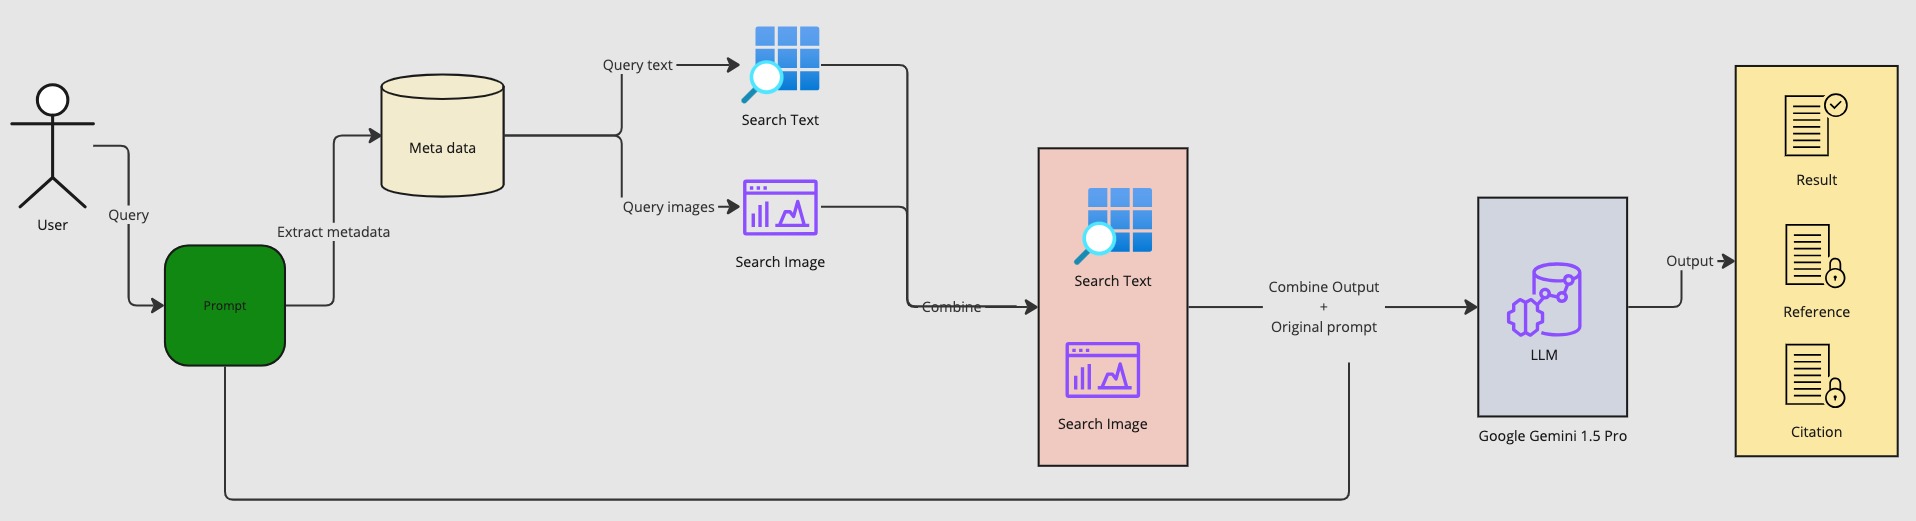 User
Query
Prompt
Extract metadata
Meta data
Query text
Search Text
Query images
Search Image
Combine
Search Text
Search Image
Combine Output
+
Original prompt
LLM
Google Gemini 1.5 Pro
Output
Result
Reference
Citation